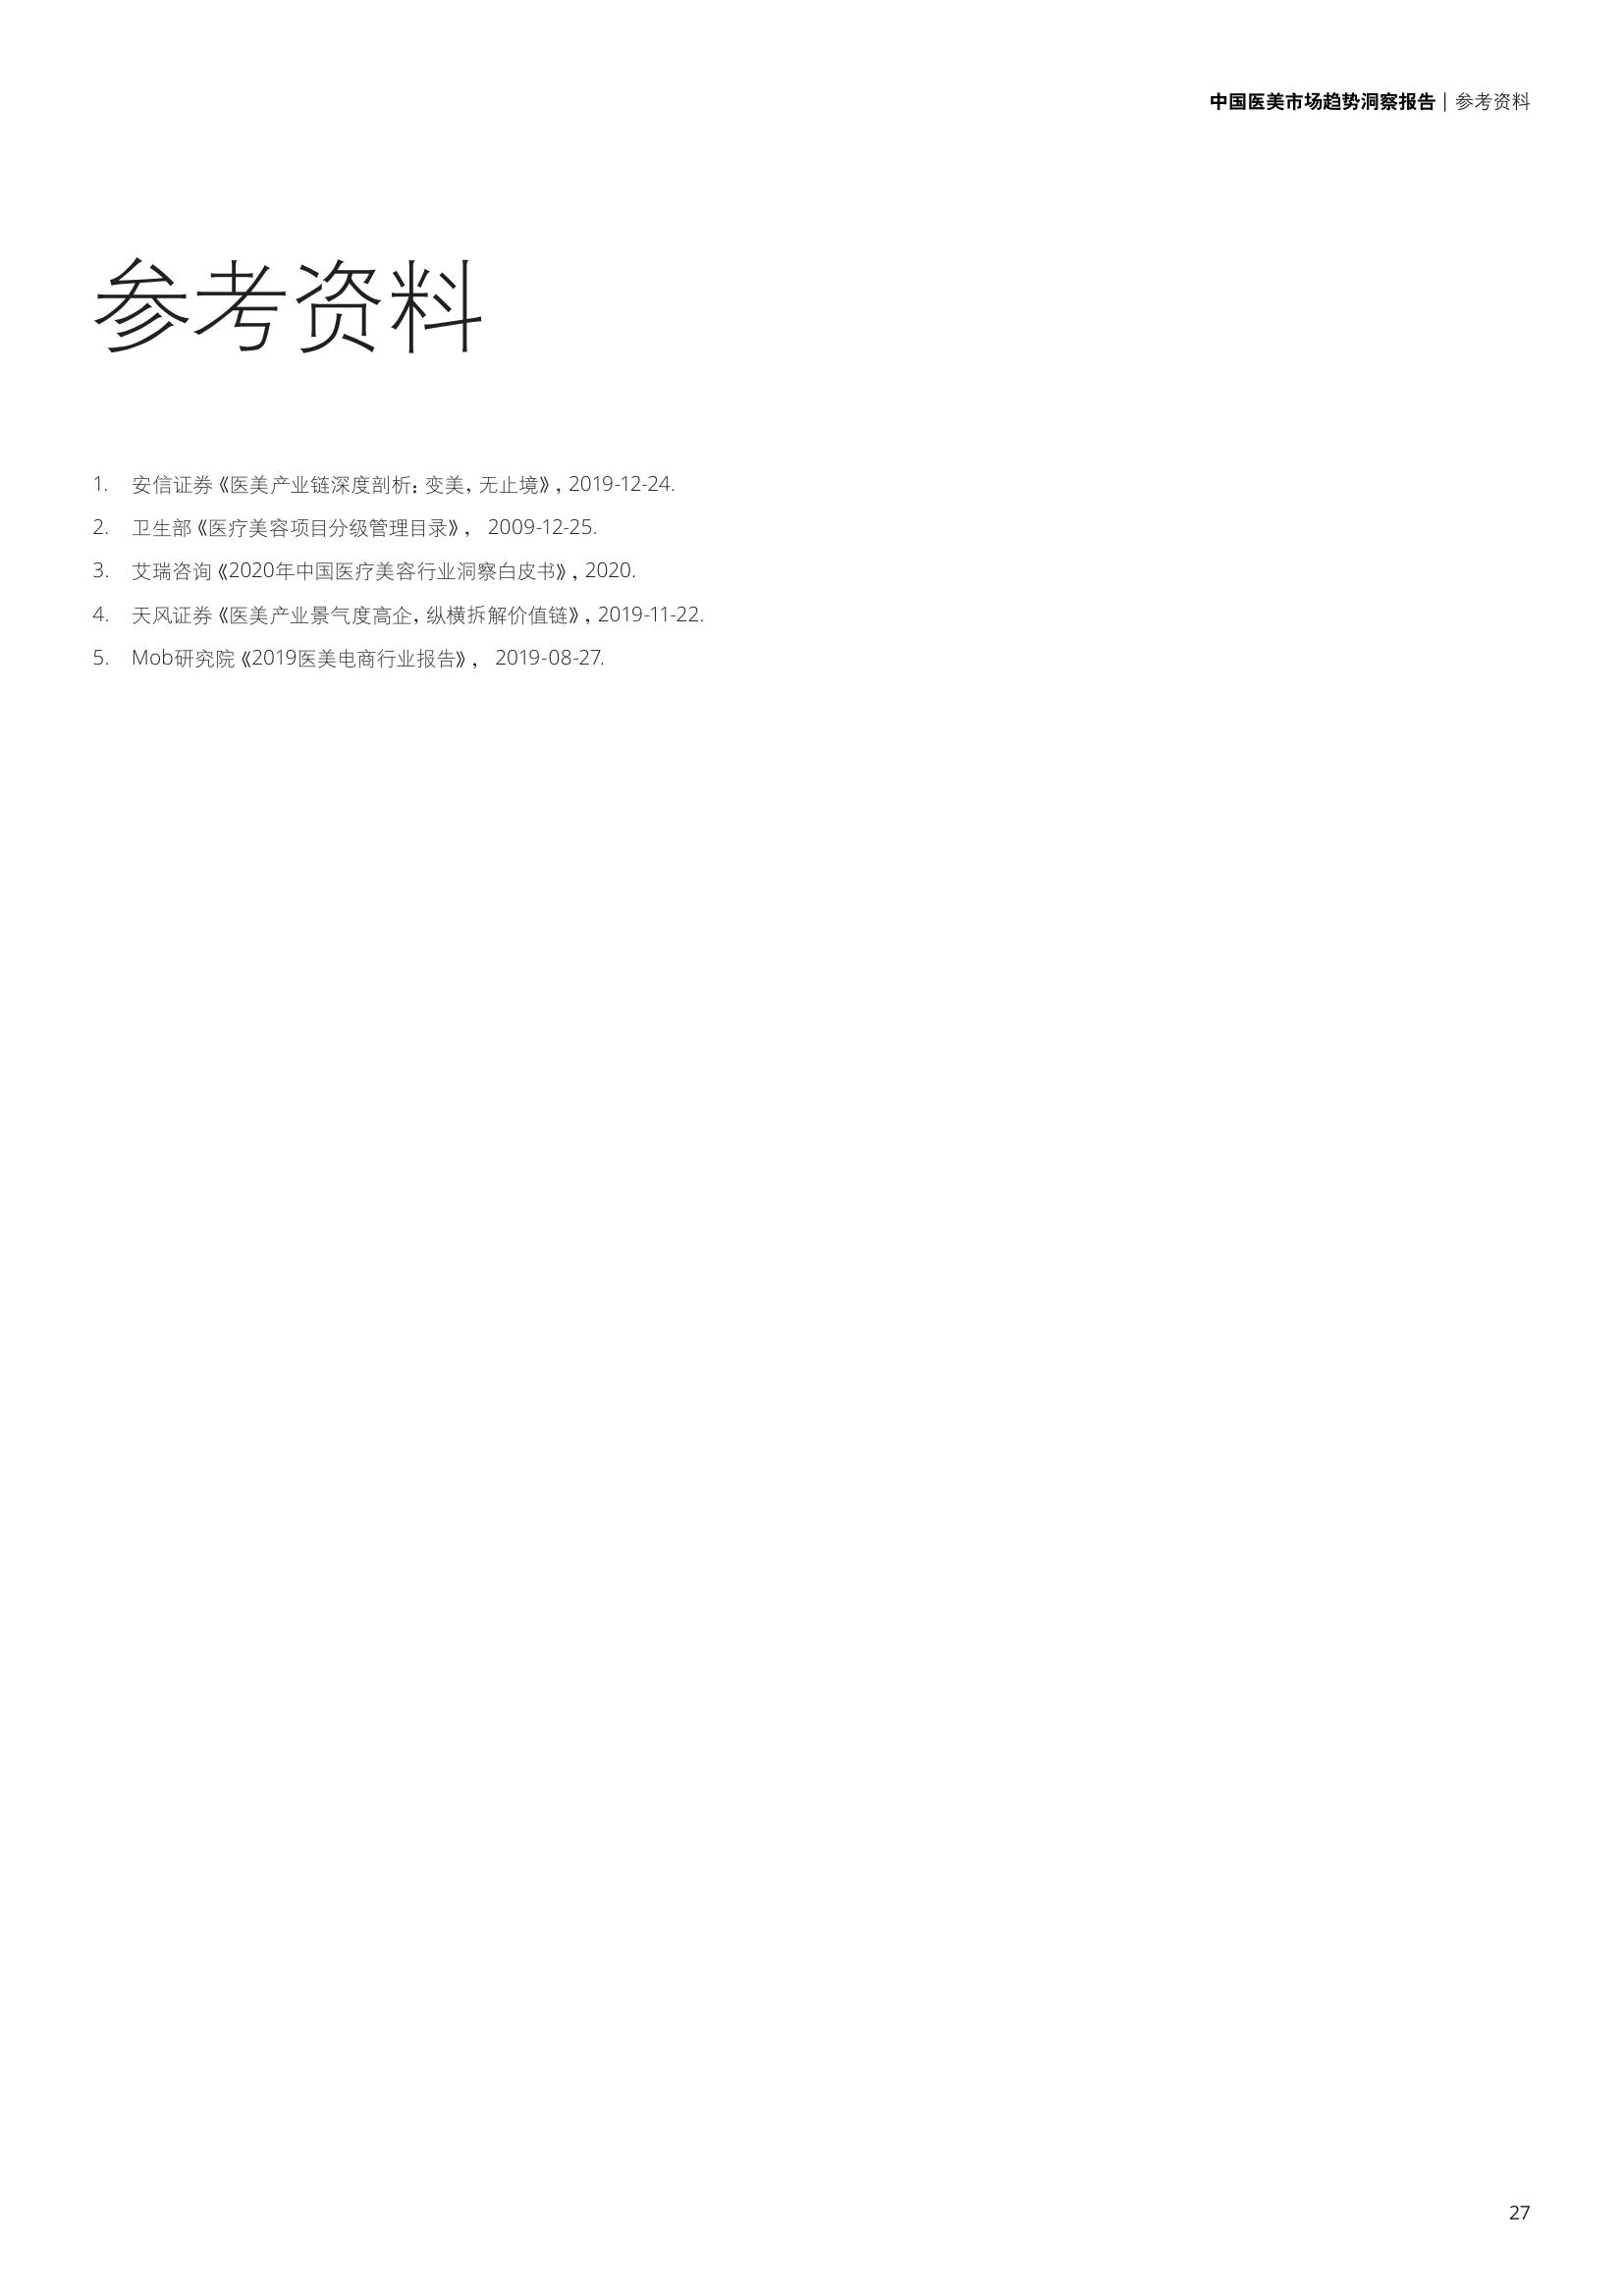 中国医美市场趋势洞察报告 | 参考资料
参考资料
1. 安信证券《医美产业链深度剖析：变美，无止境》，2019-12-24.
2. 卫生部《医疗美容项目分级管理目录》， 2009-12-25.
3. 艾瑞咨询《2020年中国医疗美容行业洞察白皮书》，2020.
4. 天风证券《医美产业景气度高企，纵横拆解价值链》，2019-11-22.
5. Mob研究院《2019医美电商行业报告》， 2019-08-27.
27